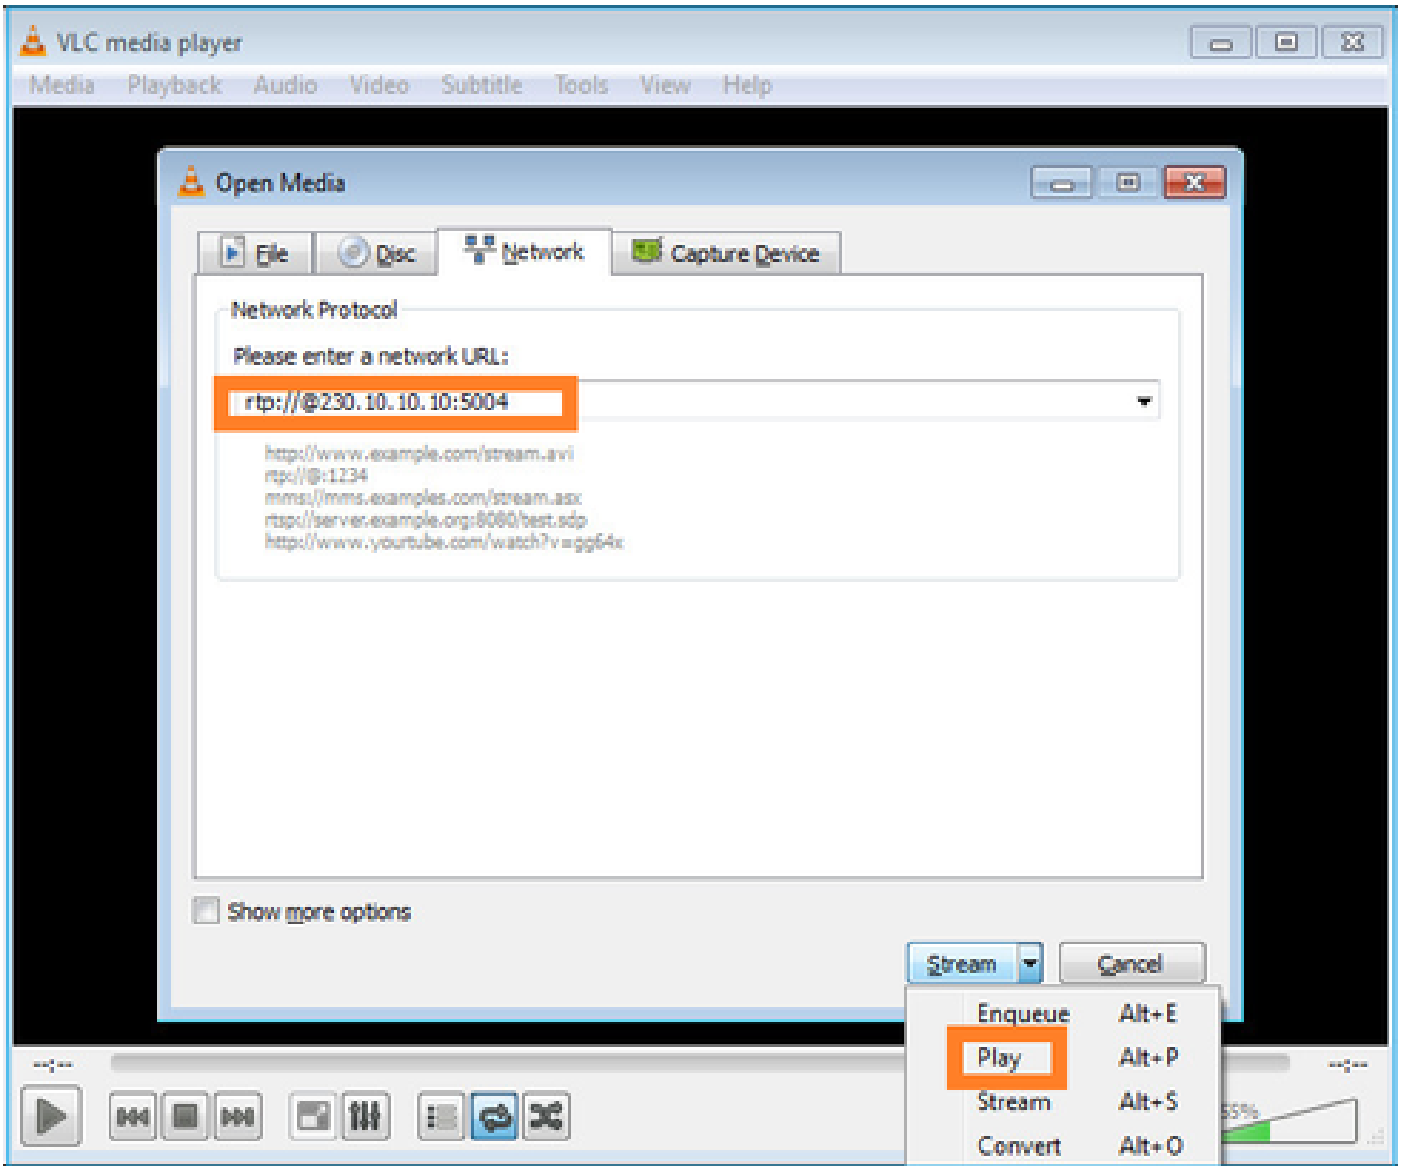 VLC media player
Media Playback Audio Video Subtitle Tools View Help
Open Media
File Disc Network Capture Device
Network Protocol
Please enter a network URL:
rtp://@230.10.10.10:5004
http://www.example.com/stream.avi
rtp://@:1234
mms://mms.examples.com/stream.asx
rtsp://server.example.org:8080/test.sdp
http://www.yourtube.com/watch?v=gg64x
Show more options
Stream Cancel
Enqueue Alt+E
Play Alt+P
Stream Alt+S
Convert Alt+O
--:-- --:--
55%